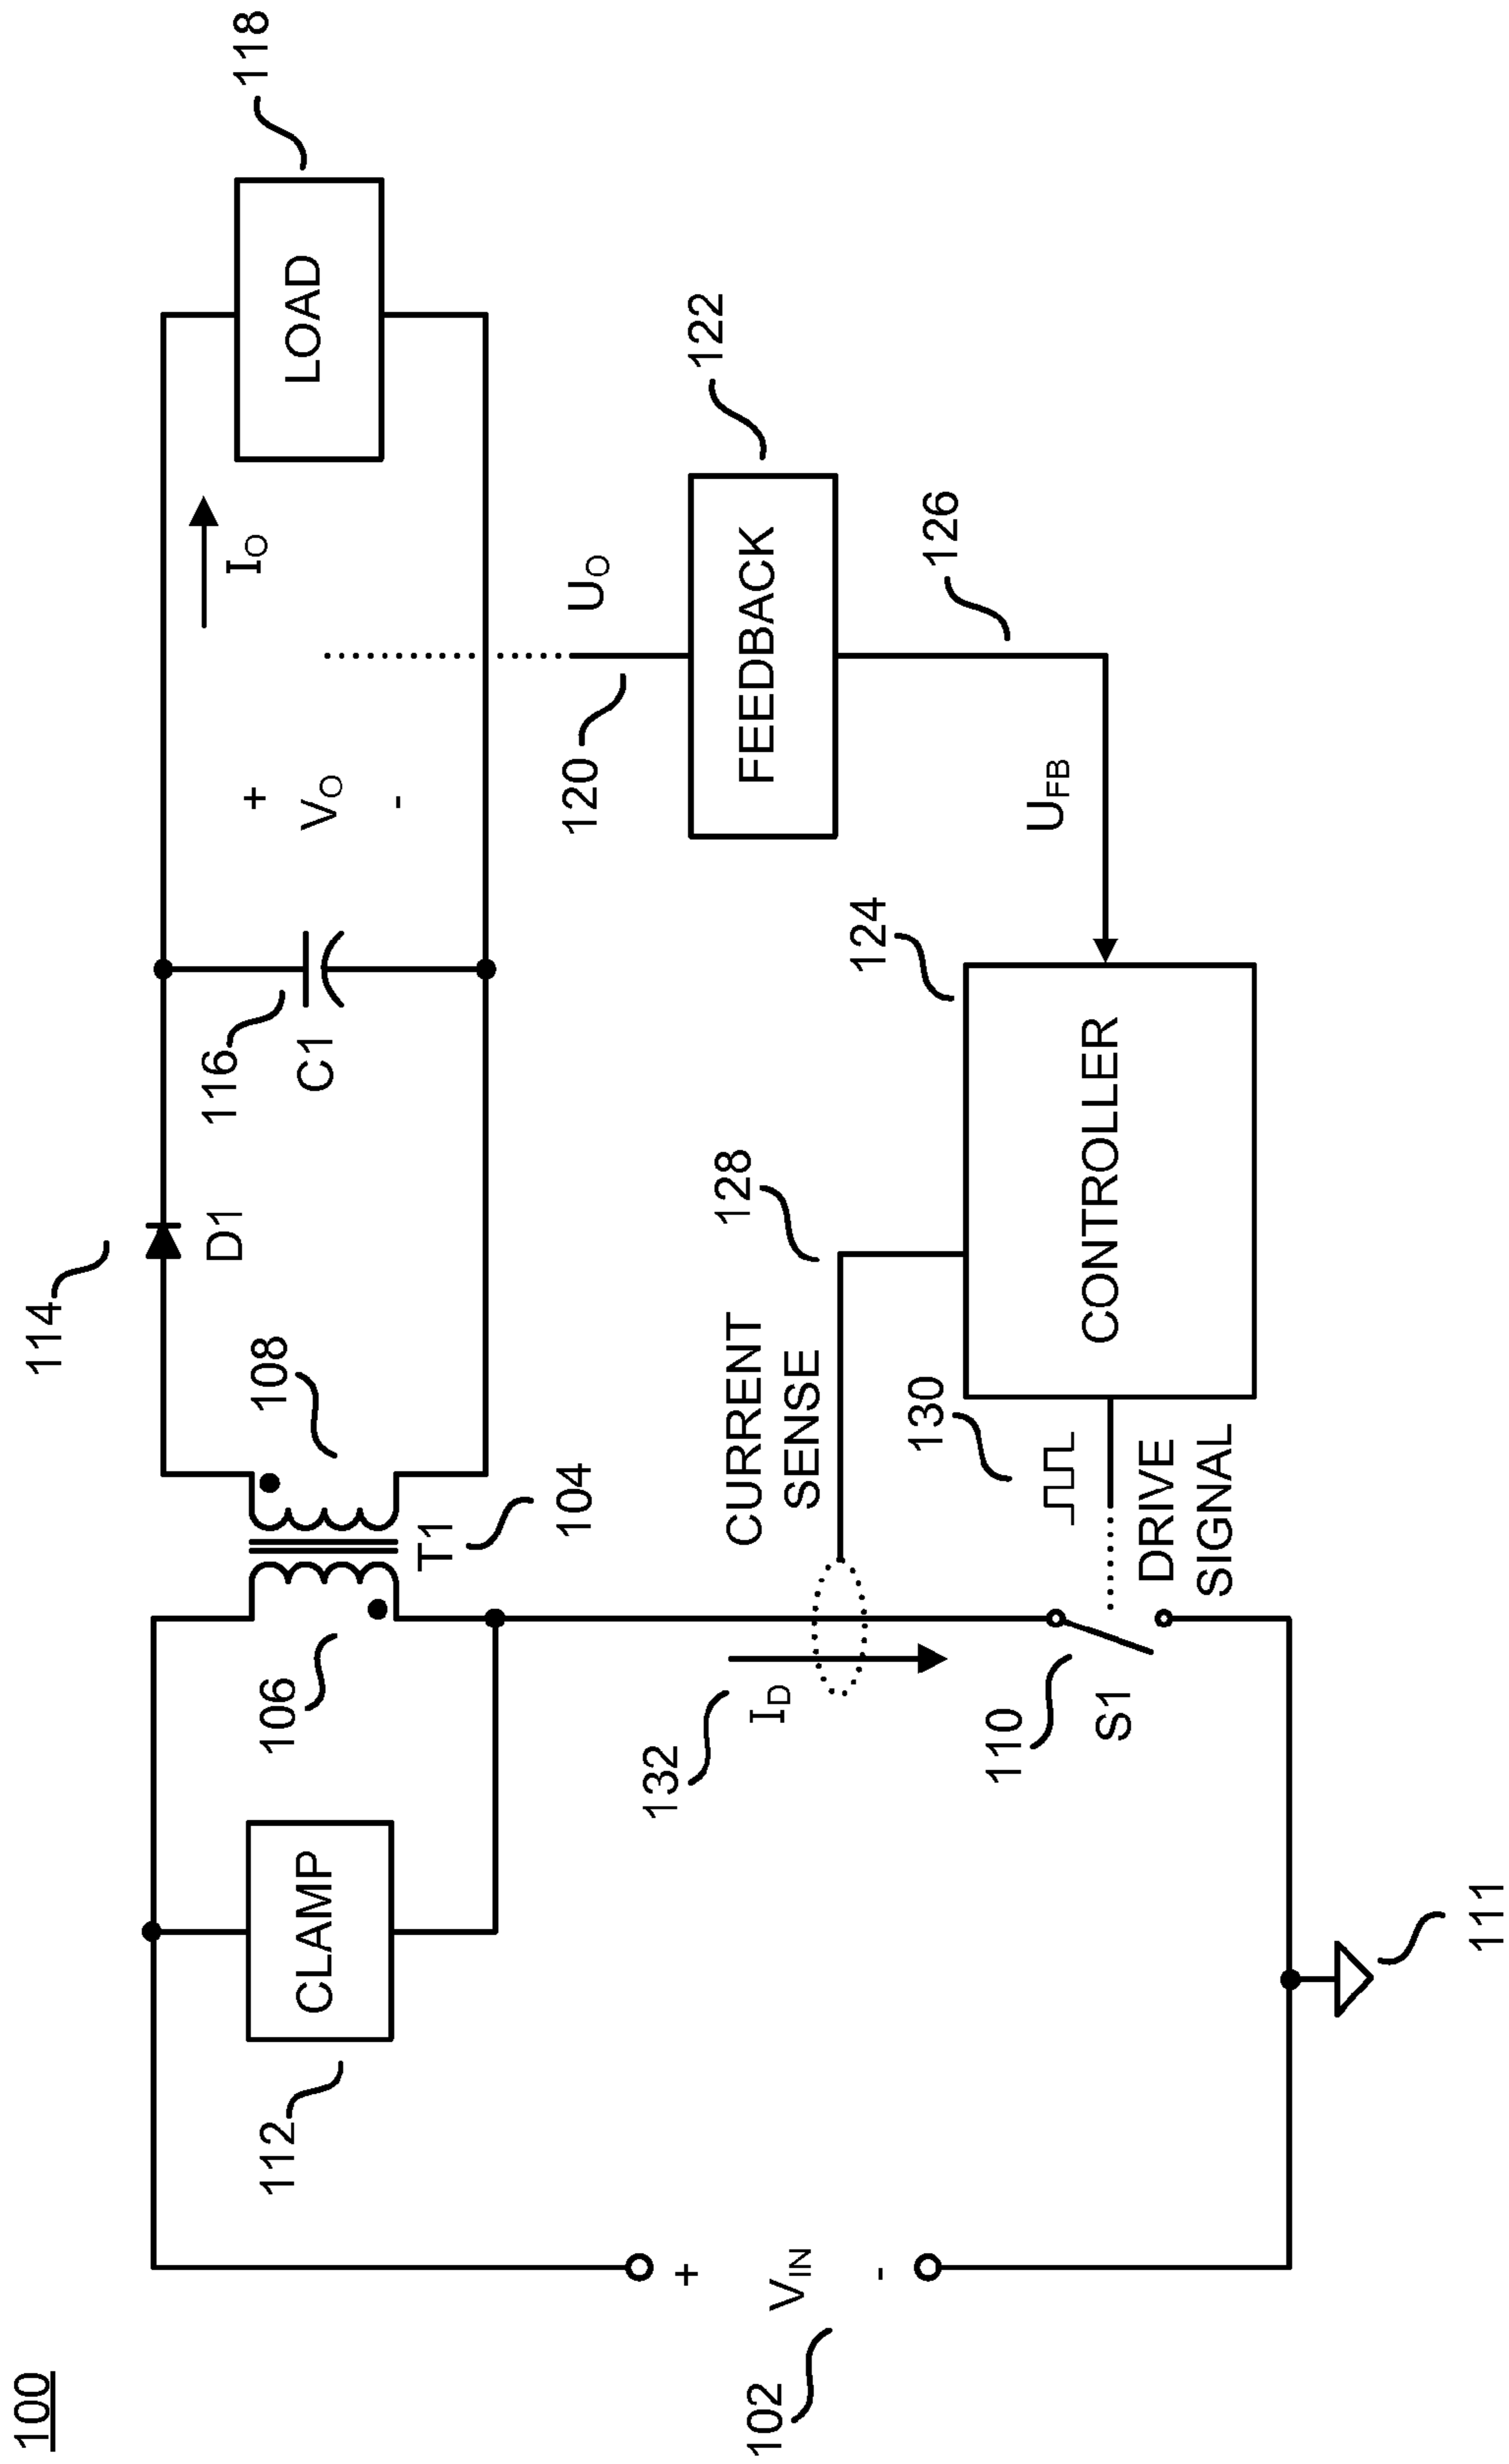 100
114
D1
116
C1
+
VO
-
IO
118
LOAD
108
106
T1
104
112
CLAMP
UO
120
122
FEEDBACK
126
UFB
102
+
VIN
-
132
ID
CURRENT
SENSE
128
124
CONTROLLER
130
DRIVE
SIGNAL
110
S1
111